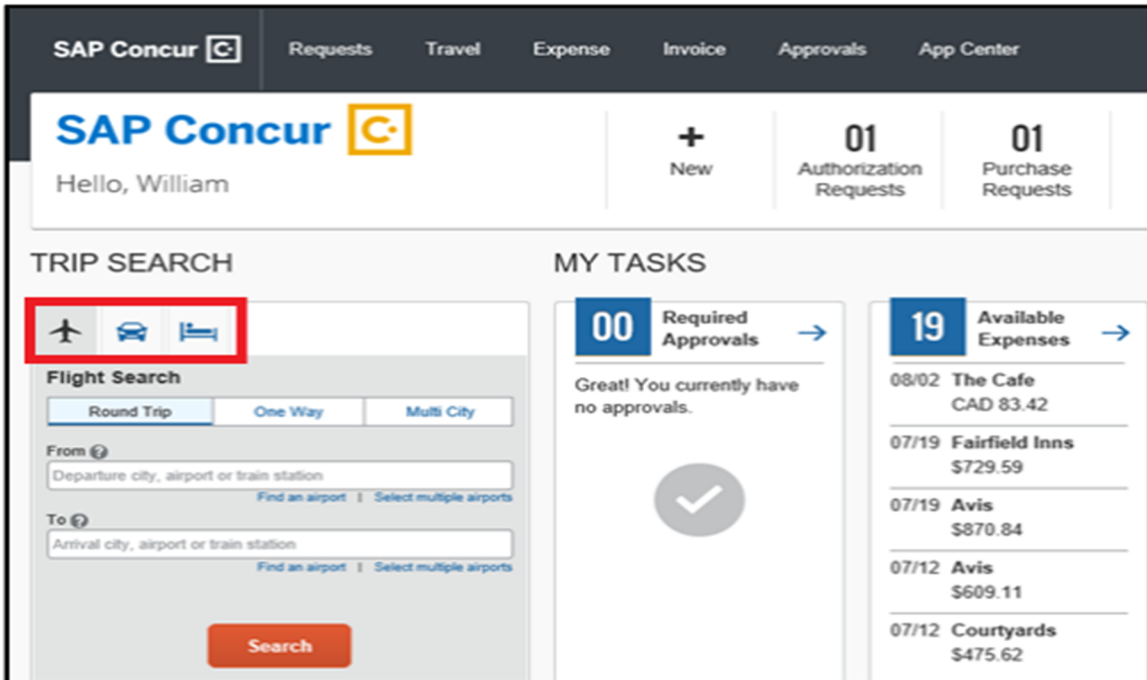 SAP Concur
Requests
Travel
Expense
Invoice
Approvals
App Center
SAP Concur
Hello, William
+
New
01
Authorization
Requests
01
Purchase
Requests
TRIP SEARCH
Flight Search
Round Trip
One Way
Multi City
From
Departure city, airport or train station
Find an airport | Select multiple airports
To
Arrival city, airport or train station
Find an airport | Select multiple airports
Search
MY TASKS
00
Required
Approvals
Great! You currently have
no approvals.
19
Available
Expenses
08/02 The Cafe
CAD 83.42
07/19 Fairfield Inns
$729.59
07/19 Avis
$870.84
07/12 Avis
$609.11
07/12 Courtyards
$475.62